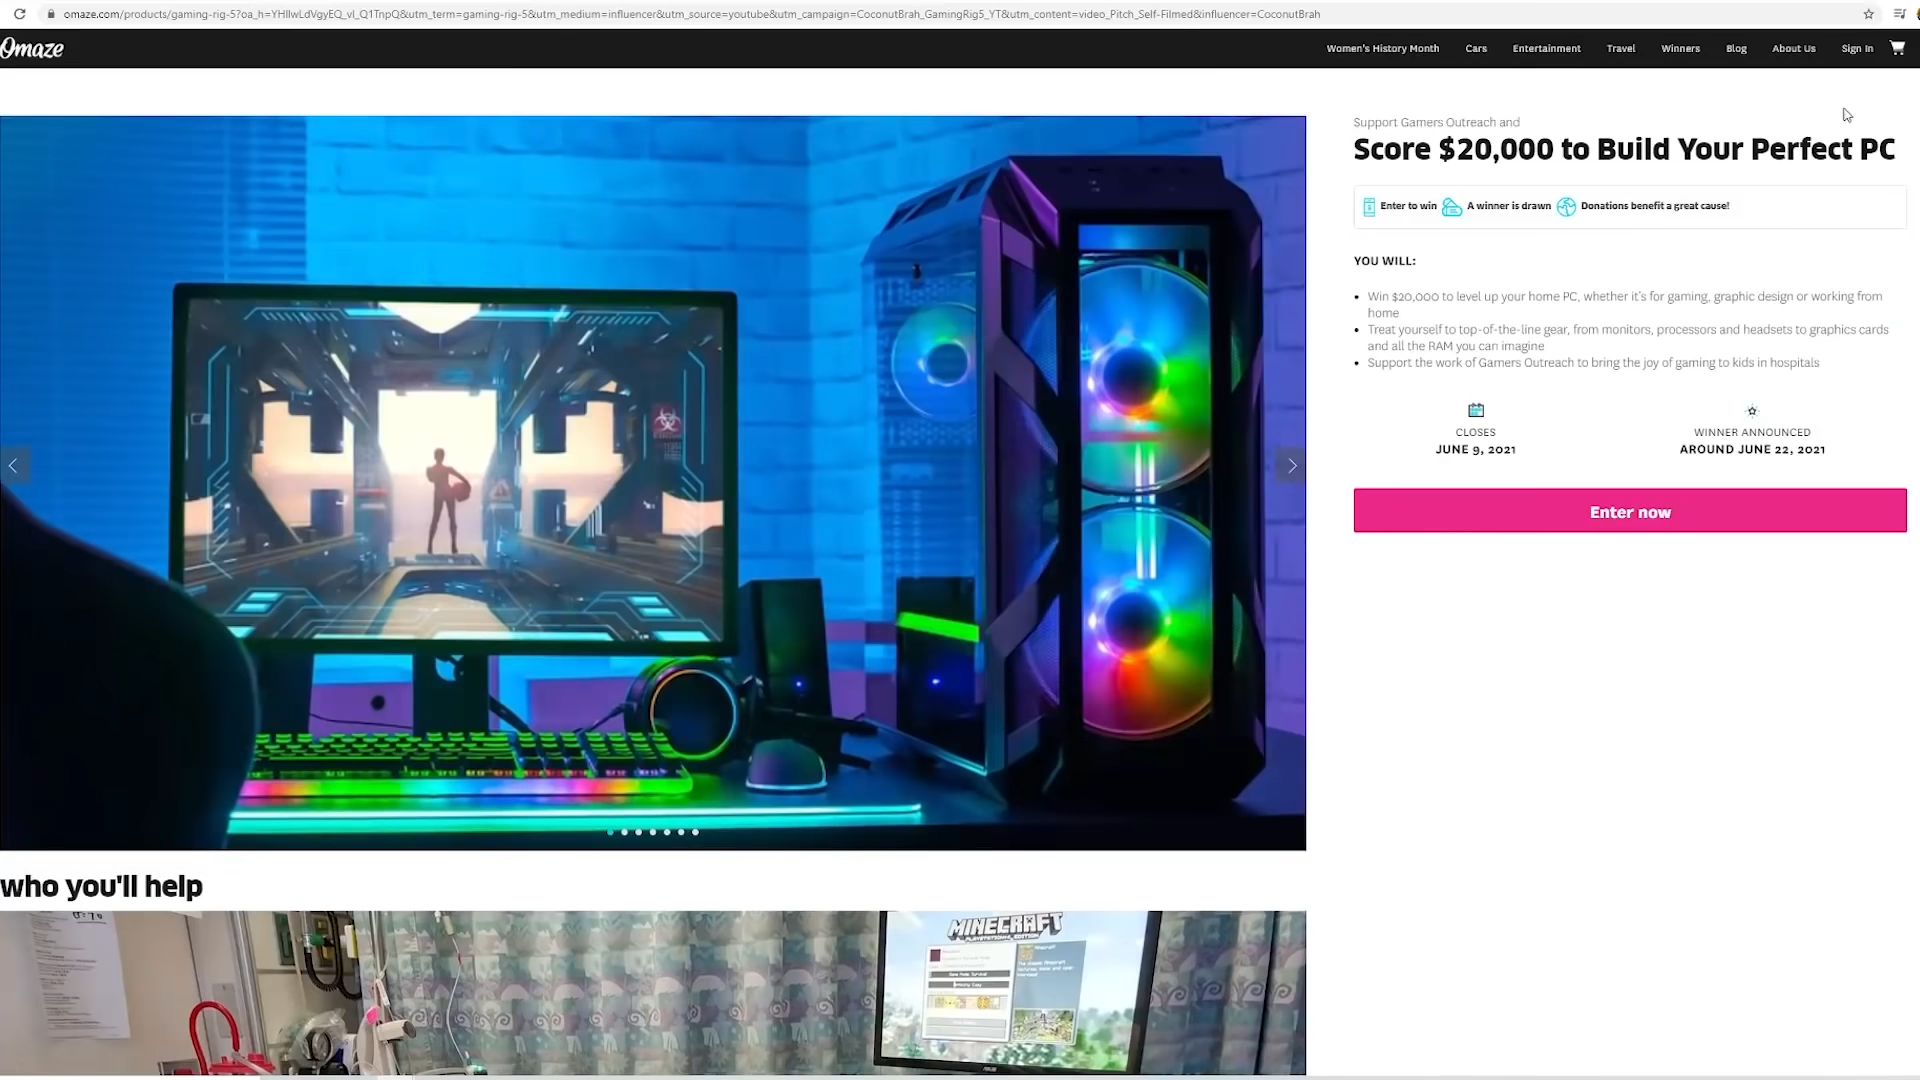 omaze.com/products/gaming-rig-5?oa_h=YHIlwLdVgyEQ_vl_Q1TnpQ&utm_term=gaming-rig-5&utm_medium=influencer&utm_source=youtube&utm_campaign=CoconutBrah_GamingRig5_YT&utm_content=video_Pitch_Self-Filmed&influencer=CoconutBrah
Omaze
Women's History Month Cars Entertainment Travel Winners Blog About Us Sign In
Support Gamers Outreach and
Score $20,000 to Build Your Perfect PC
Enter to win A winner is drawn Donations benefit a great cause!
YOU WILL:
• Win $20,000 to level up your home PC, whether it's for gaming, graphic design or working from
home
• Treat yourself to top-of-the-line gear, from monitors, processors and headsets to graphics cards
and all the RAM you can imagine
• Support the work of Gamers Outreach to bring the joy of gaming to kids in hospitals
CLOSES
JUNE 9, 2021
WINNER ANNOUNCED
AROUND JUNE 22, 2021
Enter now
who you'll help
MINECRAFT